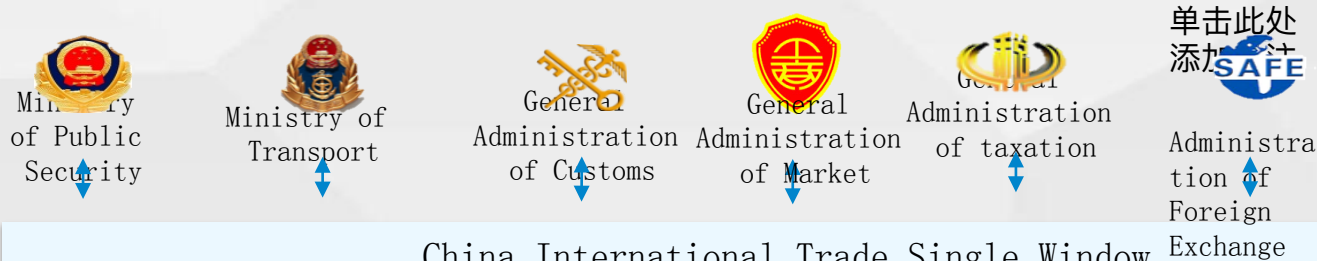 单击此处
添加
SAFE
Ministry
of Public
Security
Ministry of
Transport
General
Administration
of Customs
General
Administration
of Market
General
Administration
of taxation
Administra
tion of
Foreign
Exchange
China International Trade Single Window